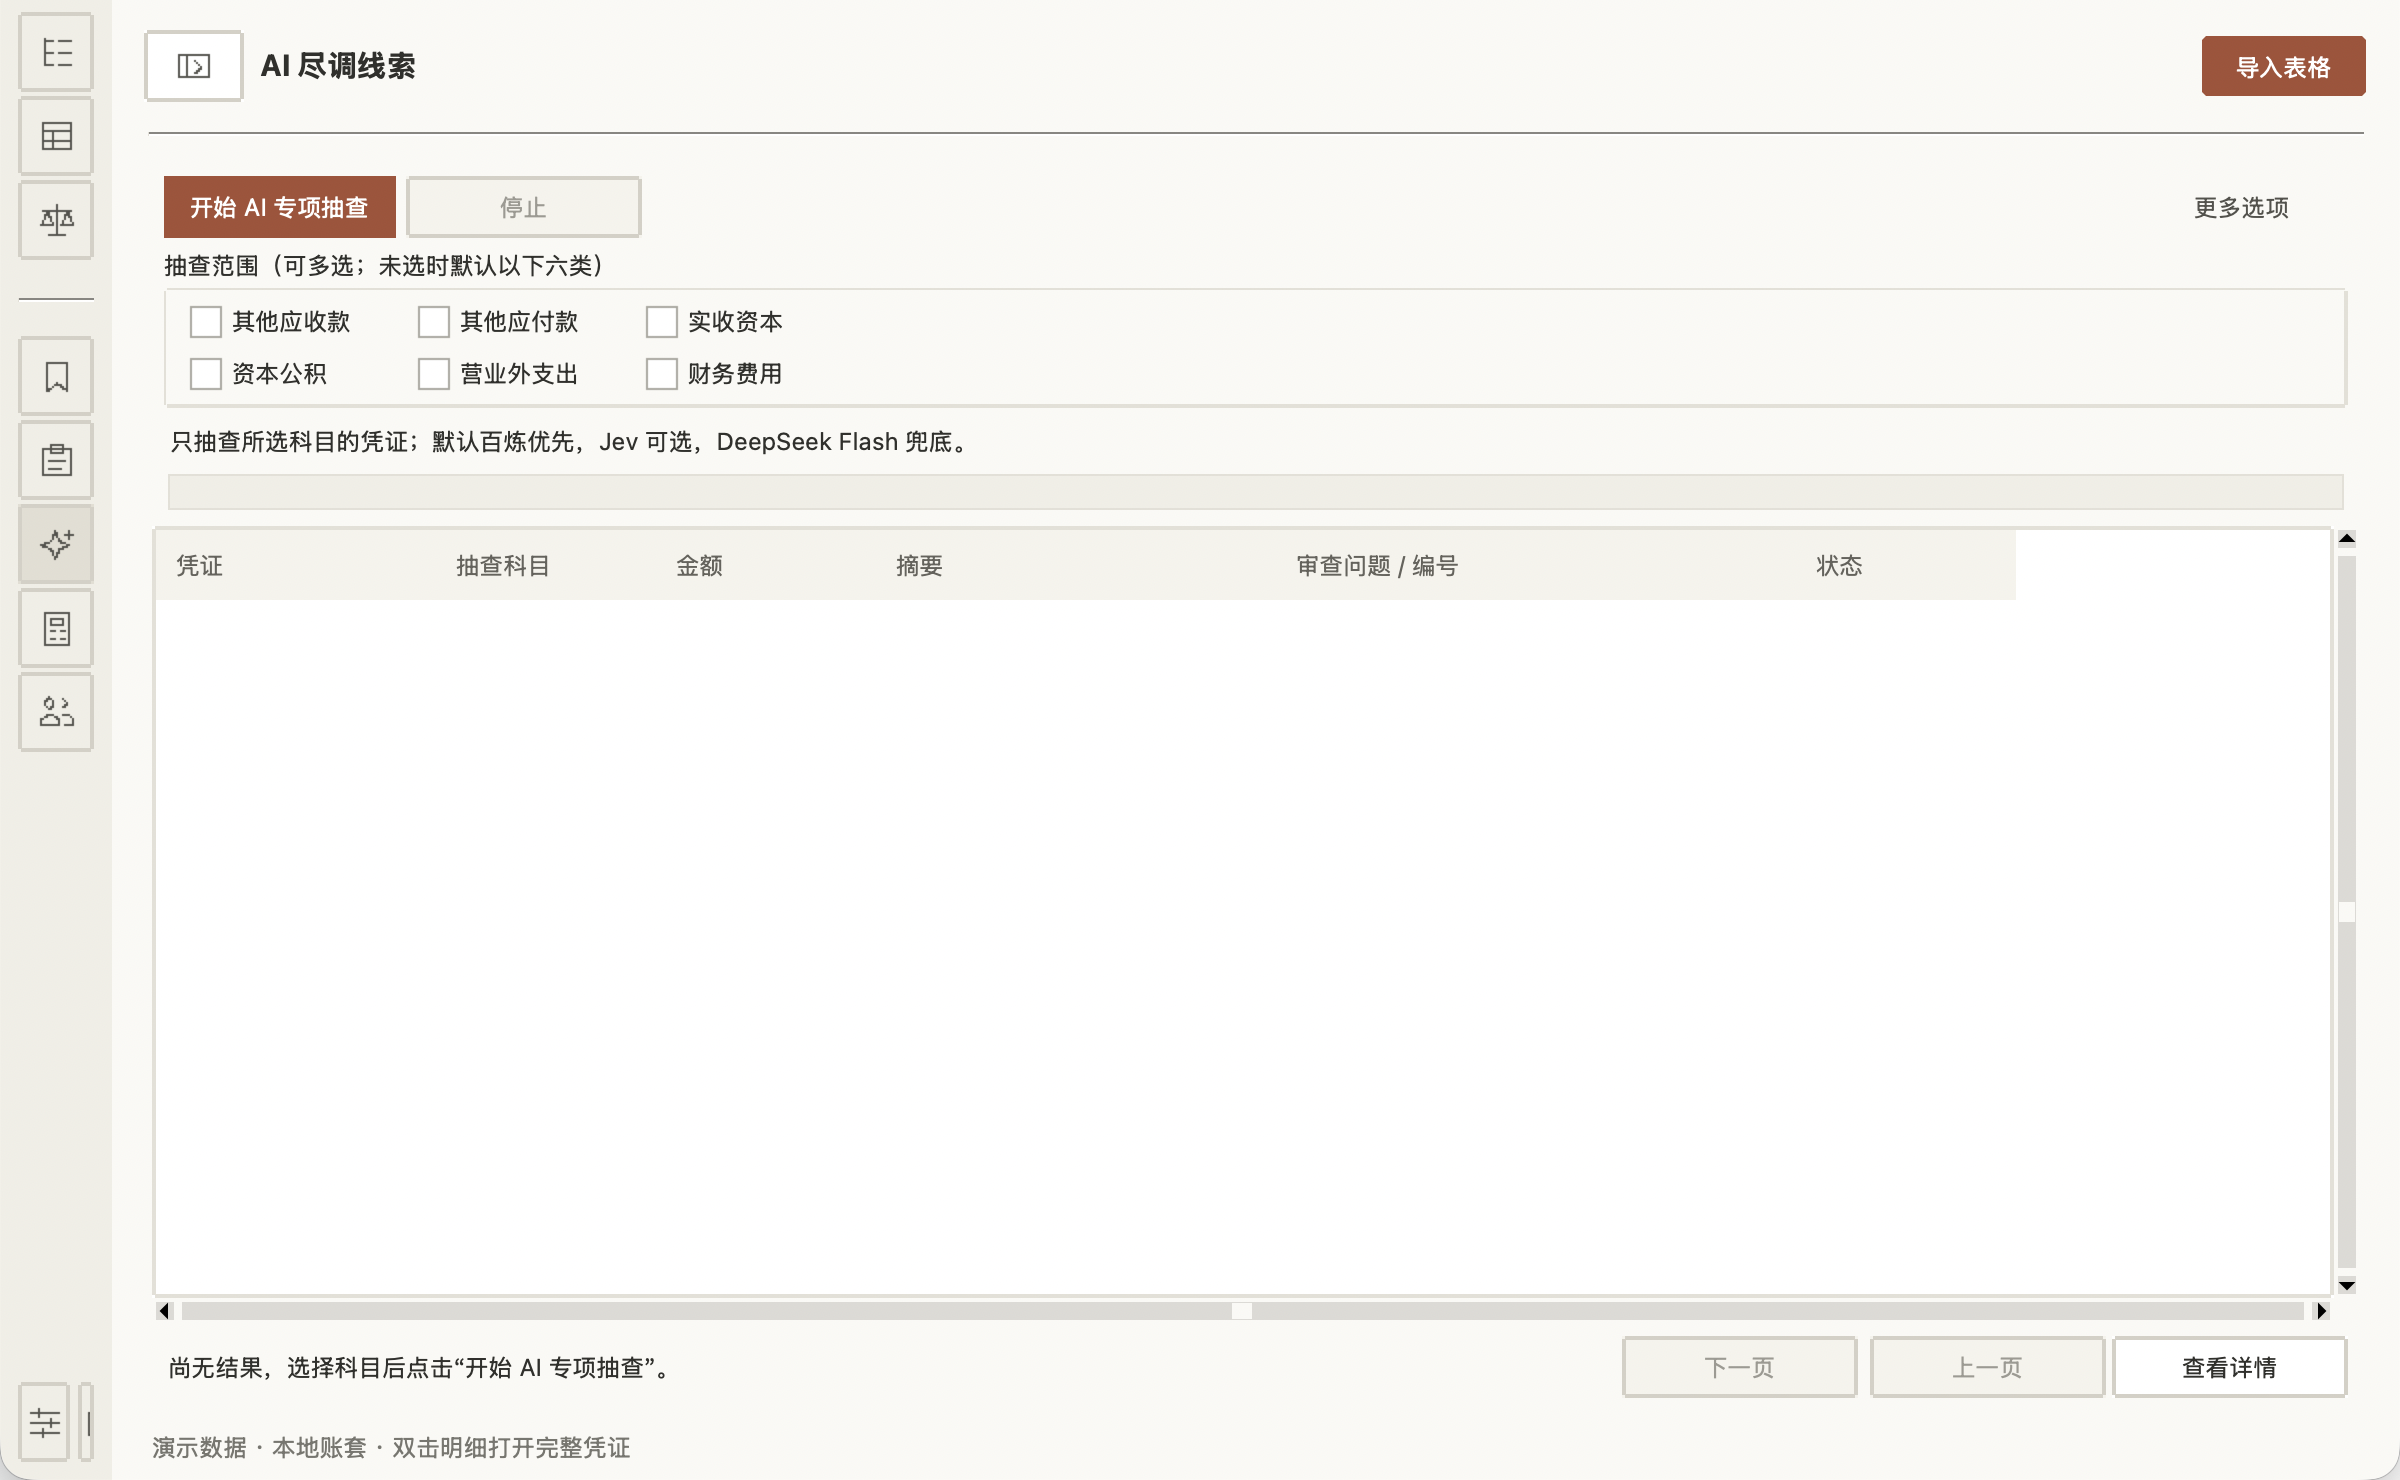 AI 尽调线索
导入表格
开始 AI 专项抽查
停止
更多选项
抽查范围（可多选；未选时默认以下六类）
其他应收款 其他应付款 实收资本
资本公积 营业外支出 财务费用
只抽查所选科目的凭证；默认百炼优先，Jev 可选，DeepSeek Flash 兜底。
凭证 抽查科目 金额 摘要 审查问题 / 编号 状态
尚无结果，选择科目后点击“开始 AI 专项抽查”。
下一页
上一页
查看详情
演示数据 · 本地账套 · 双击明细打开完整凭证